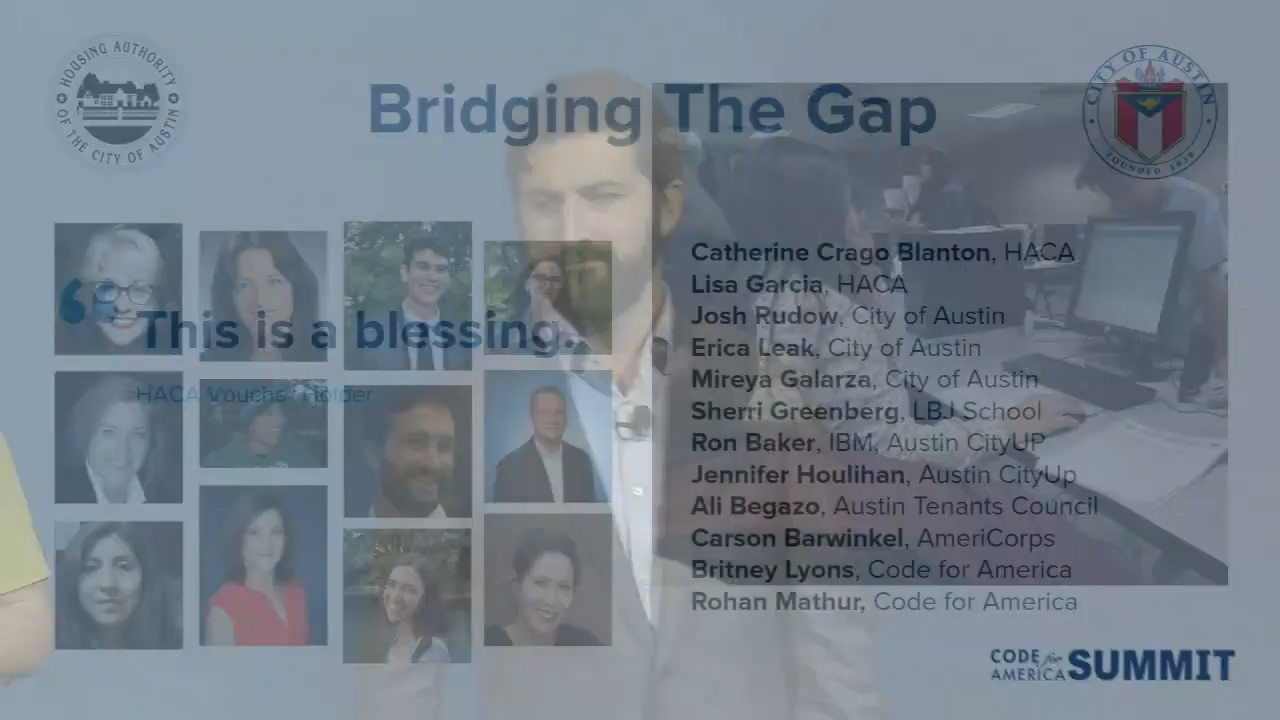 HOUSING AUTHORITY
OF THE CITY OF AUSTIN
CITY OF AUSTIN
FOUNDED 1839
Bridging The Gap
“This is a blessing.
HACA Voucher Holder
Catherine Crago Blanton, HACA
Lisa Garcia, HACA
Josh Rudow, City of Austin
Erica Leak, City of Austin
Mireya Galarza, City of Austin
Sherri Greenberg, LBJ School
Ron Baker, IBM, Austin CityUP
Jennifer Houlihan, Austin CityUp
Ali Begazo, Austin Tenants Council
Carson Barwinkel, AmeriCorps
Britney Lyons, Code for America
Rohan Mathur, Code for America
CODE for
AMERICA SUMMIT